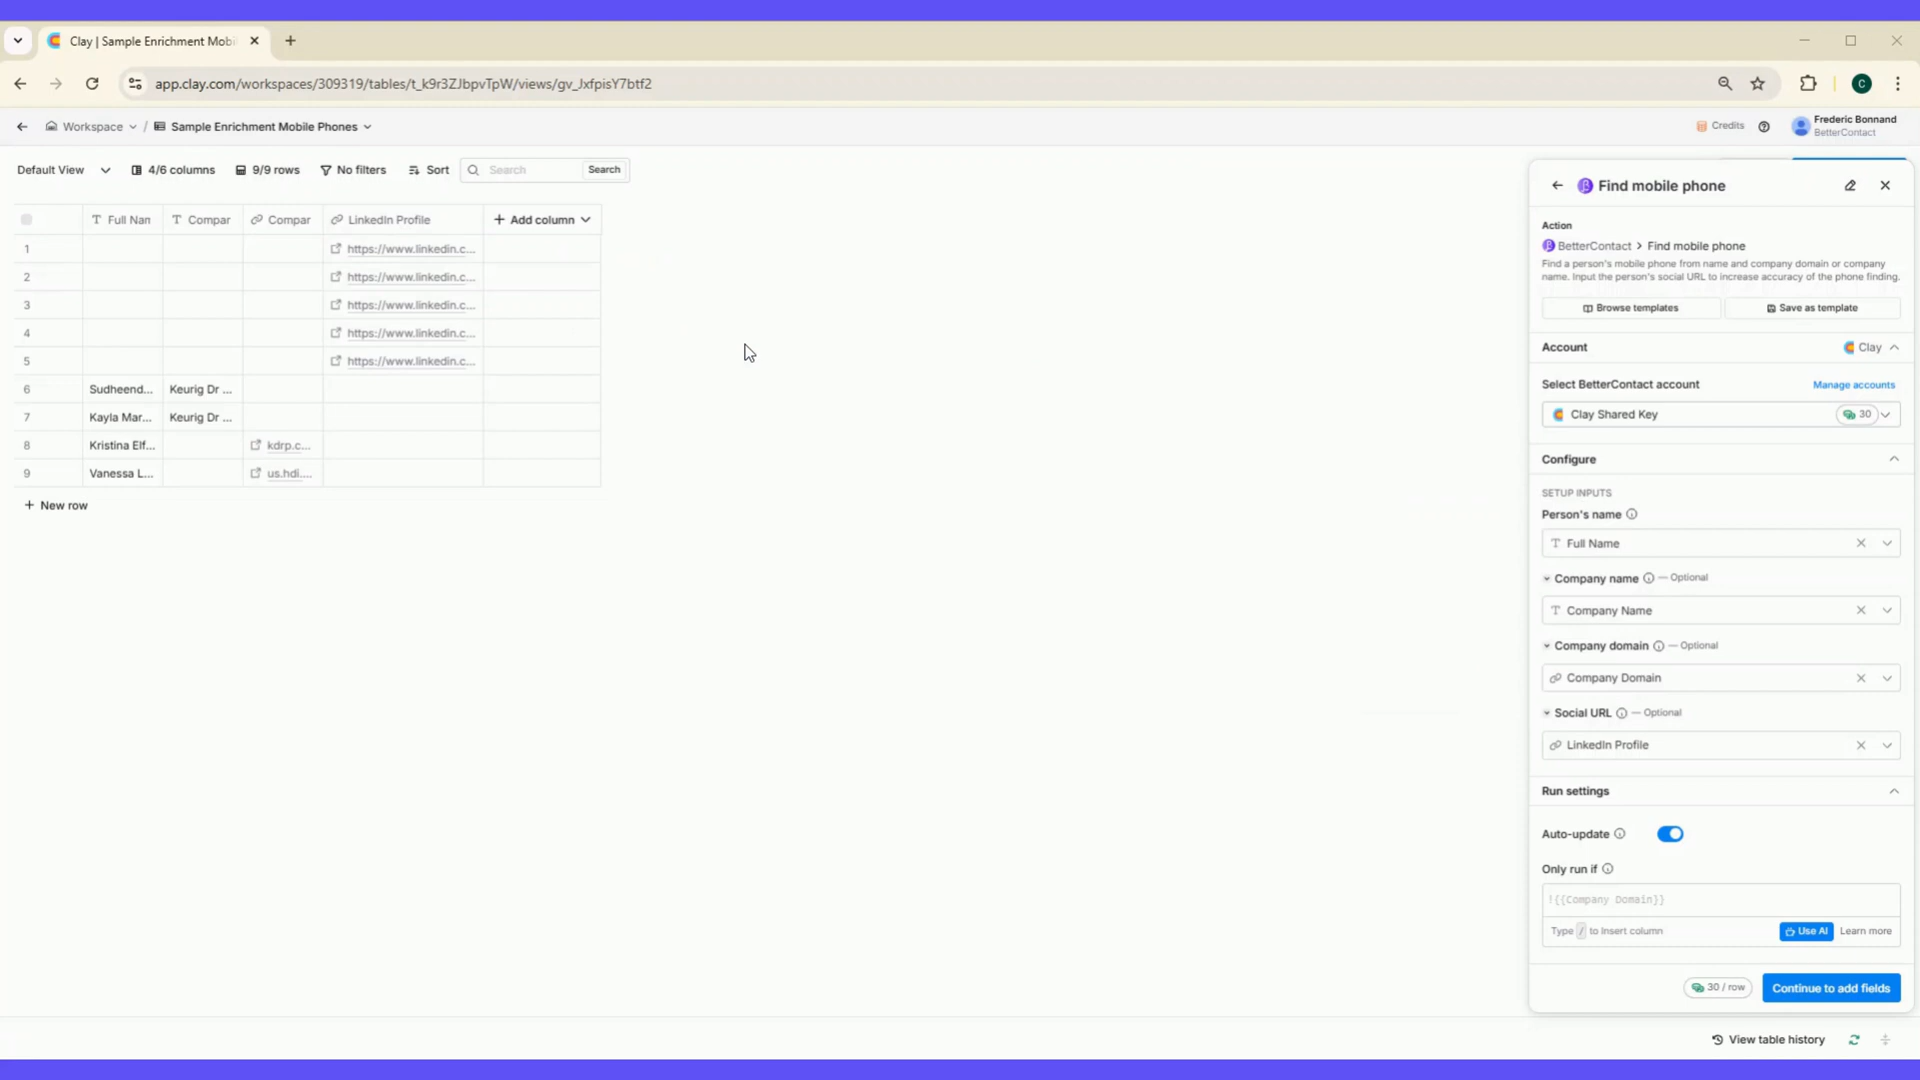 Clay | Sample Enrichment Mobi
app.clay.com/workspaces/309319/tables/t_k9r3ZJbpvTpW/views/gv_JxfpisY7btf2
Workspace / Sample Enrichment Mobile Phones
Credits
Frederic Bonnand
BetterContact
Default View 4/6 columns 9/9 rows No filters Sort Search Search
Full Nan Compar Compar LinkedIn Profile + Add column
1 https://www.linkedin.c...
2 https://www.linkedin.c...
3 https://www.linkedin.c...
4 https://www.linkedin.c...
5 https://www.linkedin.c...
6 Sudheend... Keurig Dr ...
7 Kayla Mar... Keurig Dr ...
8 Kristina Elf... kdrp.c...
9 Vanessa L... us.hdi....
+ New row
Find mobile phone
Action
BetterContact > Find mobile phone
Find a person's mobile phone from name and company domain or company
name. Input the person's social URL to increase accuracy of the phone finding.
Browse templates Save as template
Account Clay
Select BetterContact account Manage accounts
Clay Shared Key 30
Configure
SETUP INPUTS
Person's name
Full Name
Company name — Optional
Company Name
Company domain — Optional
Company Domain
Social URL — Optional
LinkedIn Profile
Run settings
Auto-update
Only run if
!{{Company Domain}}
Type / to Insert column Use AI Learn more
30 / row Continue to add fields
View table history